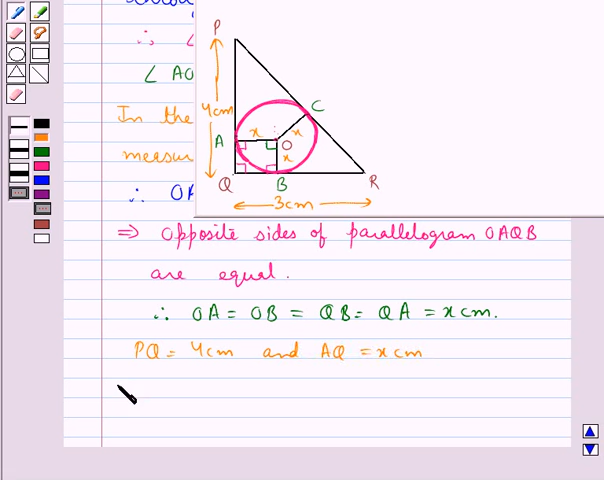 ∴ ∠
∠ AO
In the
measur
∴ OA
P
4cm
A
x
x
C
O
x
Q
B
R
3cm
⇒ Opposite sides of parallelogram OAQB
are equal.
∴ OA = OB = QB = QA = x cm.
PQ = 4cm and AQ = x cm